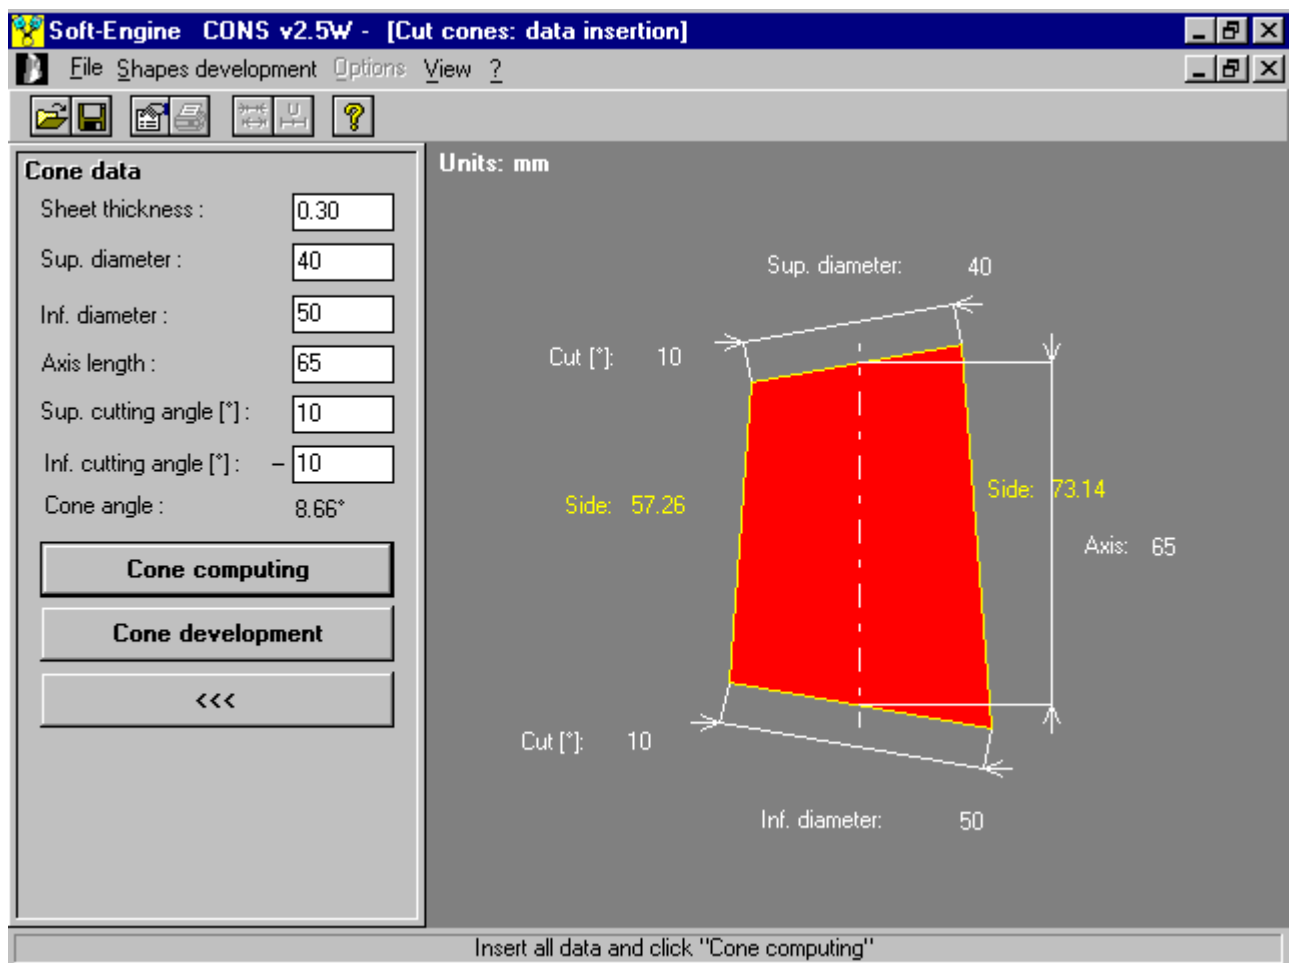 Soft-Engine CONS v2.5W - [Cut cones: data insertion]
File Shapes development Options View ?
Cone data
Sheet thickness : 0.30
Sup. diameter : 40
Inf. diameter : 50
Axis length : 65
Sup. cutting angle [°] : 10
Inf. cutting angle [°] : – 10
Cone angle : 8.66°
Cone computing
Cone development
<<<
Units: mm
Sup. diameter: 40
Cut [°]: 10
Side: 57.26
Side: 73.14
Axis: 65
Cut [°]: 10
Inf. diameter: 50
Insert all data and click "Cone computing"